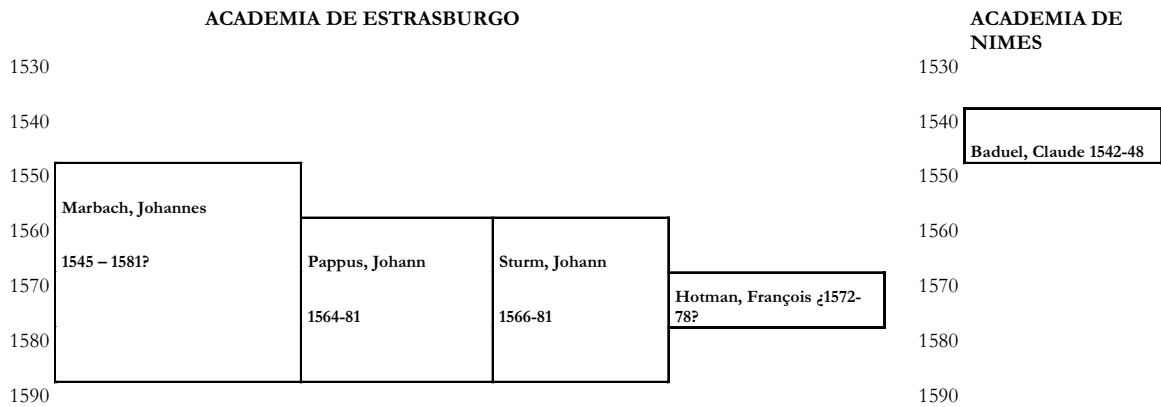 ACADEMIA DE ESTRASBURGO
1530
1540
1550
1560
1570
1580
1590
Marbach, Johannes
1545 – 1581?
Pappus, Johann
1564-81
Sturm, Johann
1566-81
Hotman, François ¿1572-
78?
ACADEMIA DE
NIMES
1530
1540
1550
1560
1570
1580
1590
Baduel, Claude 1542-48